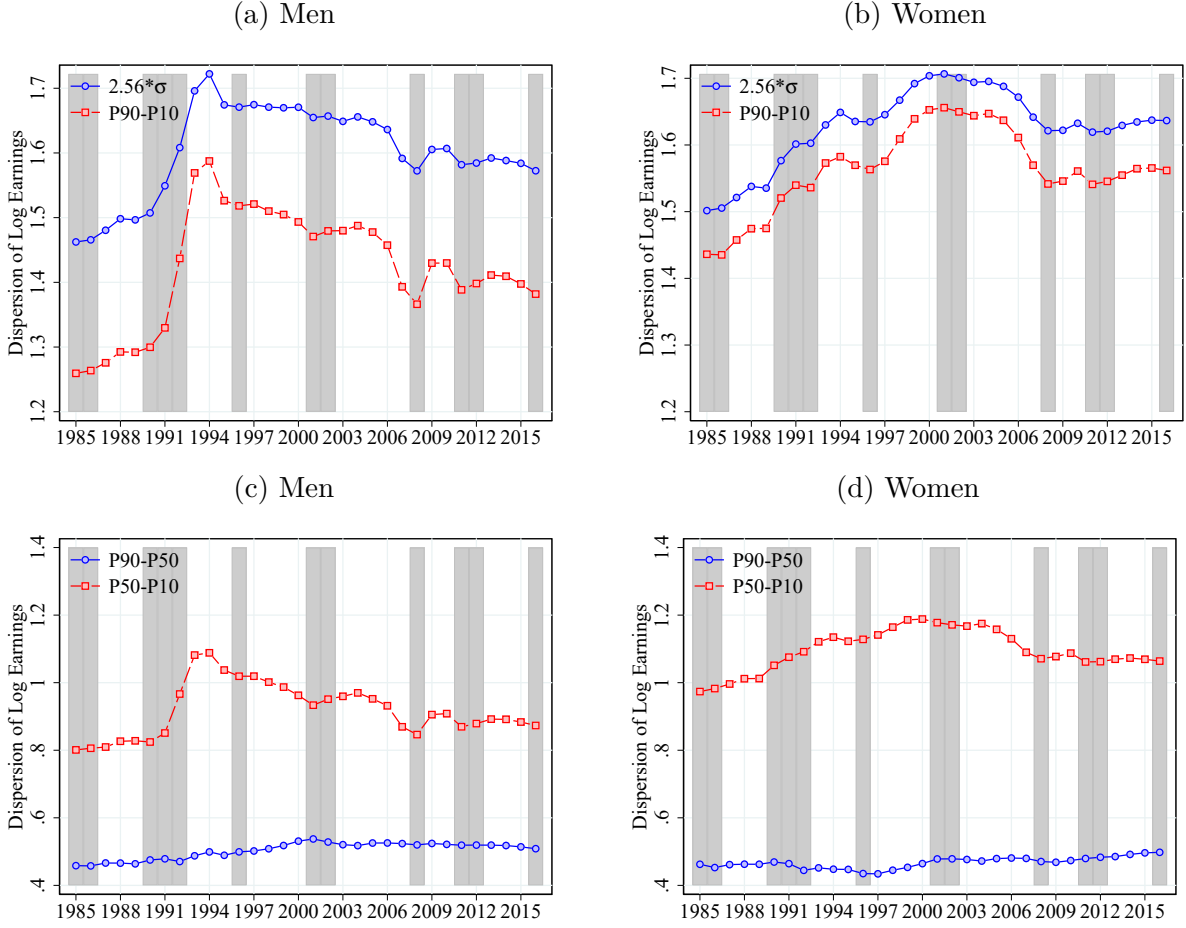 (a) Men
Dispersion of Log Earnings
1.2 1.3 1.4 1.5 1.6 1.7
2.56*σ
P90-P10
1985 1988 1991 1994 1997 2000 2003 2006 2009 2012 2015
(b) Women
Dispersion of Log Earnings
1.2 1.3 1.4 1.5 1.6 1.7
2.56*σ
P90-P10
1985 1988 1991 1994 1997 2000 2003 2006 2009 2012 2015
(c) Men
Dispersion of Log Earnings
.4 .6 .8 1 1.2 1.4
P90-P50
P50-P10
1985 1988 1991 1994 1997 2000 2003 2006 2009 2012 2015
(d) Women
Dispersion of Log Earnings
.4 .6 .8 1 1.2 1.4
P90-P50
P50-P10
1985 1988 1991 1994 1997 2000 2003 2006 2009 2012 2015